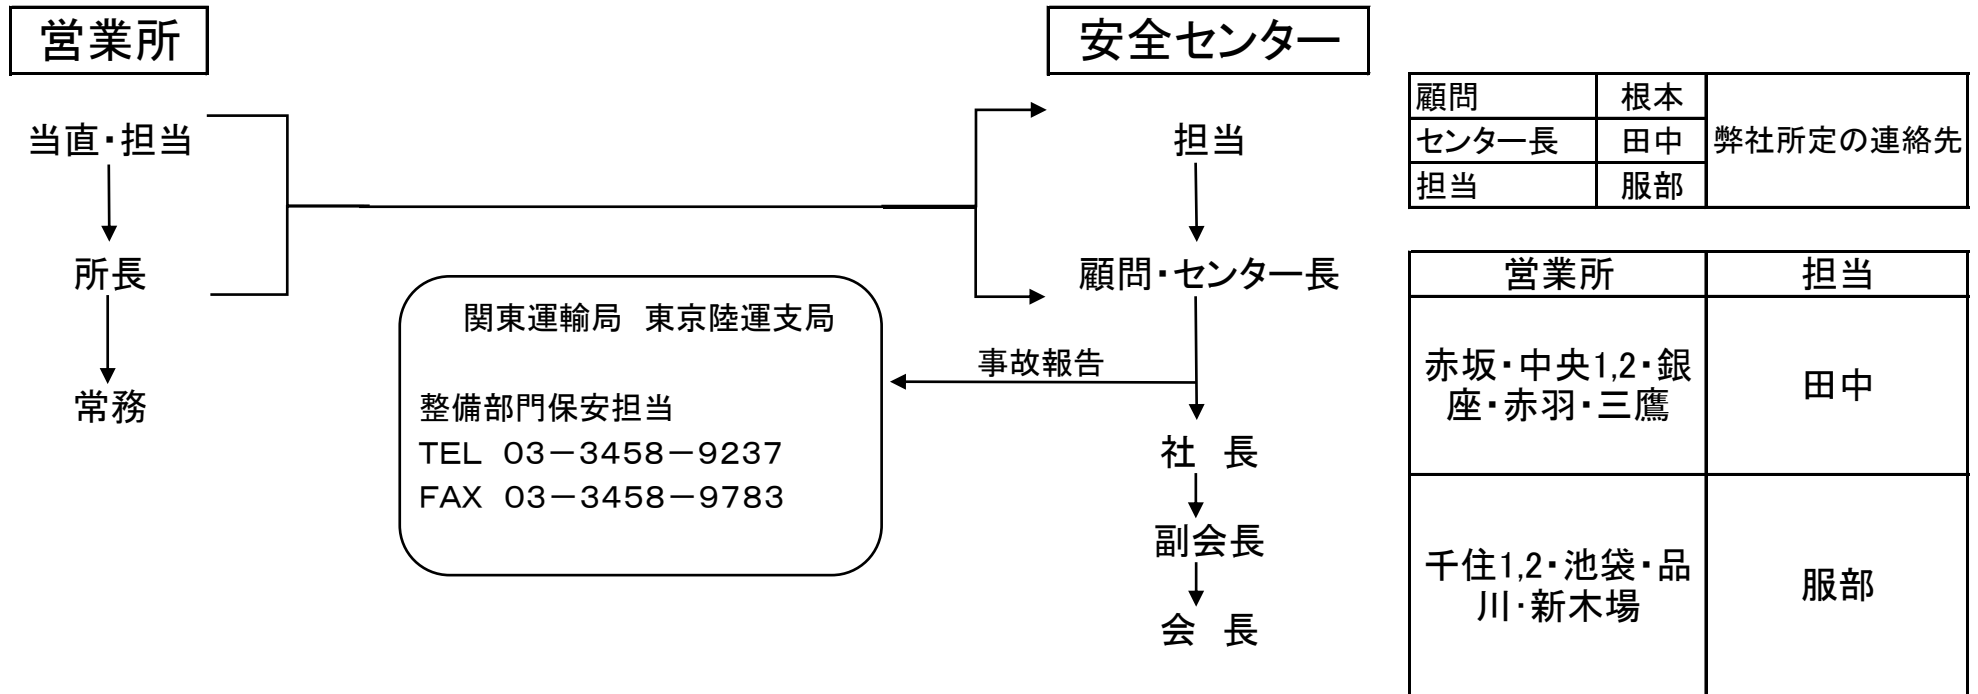 営業所
安全センター
当直・担当
所長
常務
関東運輸局　東京陸運支局
整備部門保安担当
TEL　03－3458－9237
FAX　03－3458－9783
事故報告
担当
顧問・センター長
社　長
副会長
会　長
顧問　根本　弊社所定の連絡先
センター長　田中
担当　服部
営業所　担当
赤坂・中央1,2・銀
座・赤羽・三鷹
田中
千住1,2・池袋・品
川・新木場
服部